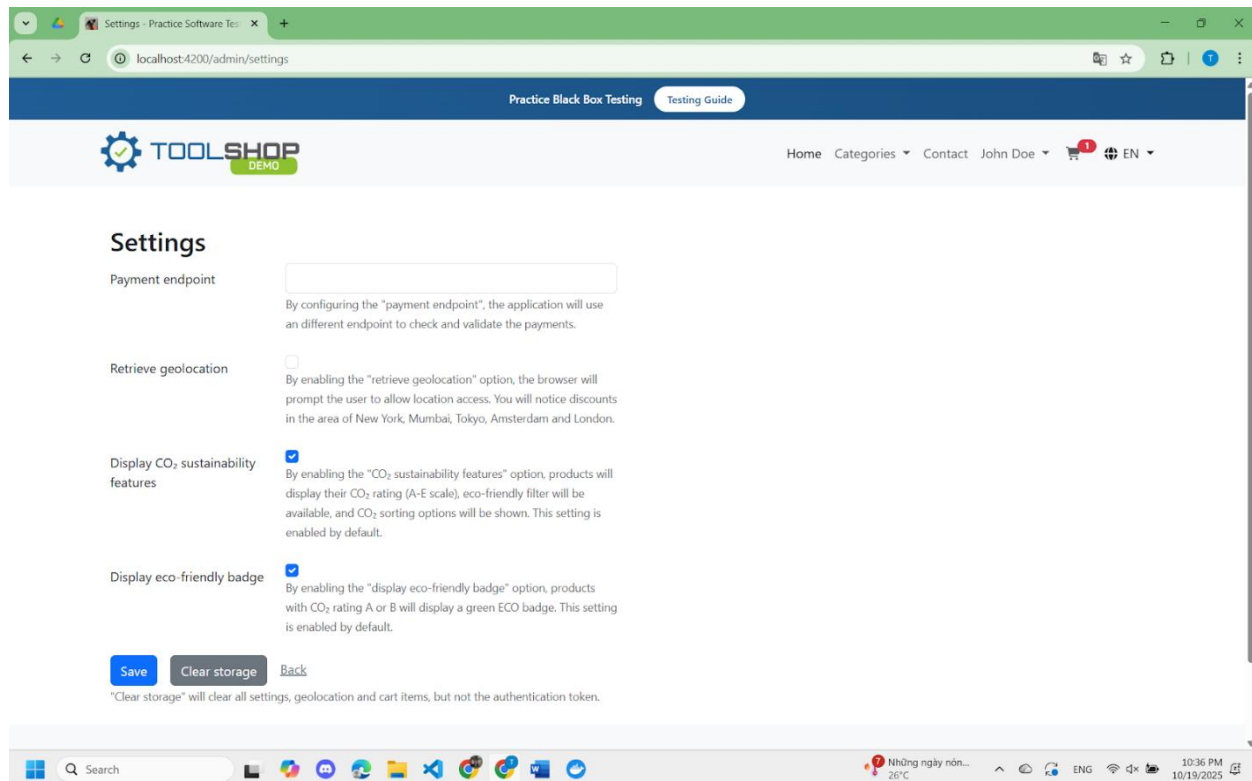 Settings - Practice Software Tes
localhost:4200/admin/settings
T
Practice Black Box Testing Testing Guide
TOOLSHOP
DEMO
Home Categories Contact John Doe 1 EN
Settings
Payment endpoint
By configuring the "payment endpoint", the application will use
an different endpoint to check and validate the payments.
Retrieve geolocation
By enabling the "retrieve geolocation" option, the browser will
prompt the user to allow location access. You will notice discounts
in the area of New York, Mumbai, Tokyo, Amsterdam and London.
Display CO₂ sustainability
features
By enabling the "CO₂ sustainability features" option, products will
display their CO₂ rating (A-E scale), eco-friendly filter will be
available, and CO₂ sorting options will be shown. This setting is
enabled by default.
Display eco-friendly badge
By enabling the "display eco-friendly badge" option, products
with CO₂ rating A or B will display a green ECO badge. This setting
is enabled by default.
Save Clear storage Back
"Clear storage" will clear all settings, geolocation and cart items, but not the authentication token.
Search
Những ngày nón...
26°C
ENG
10:36 PM
10/19/2025